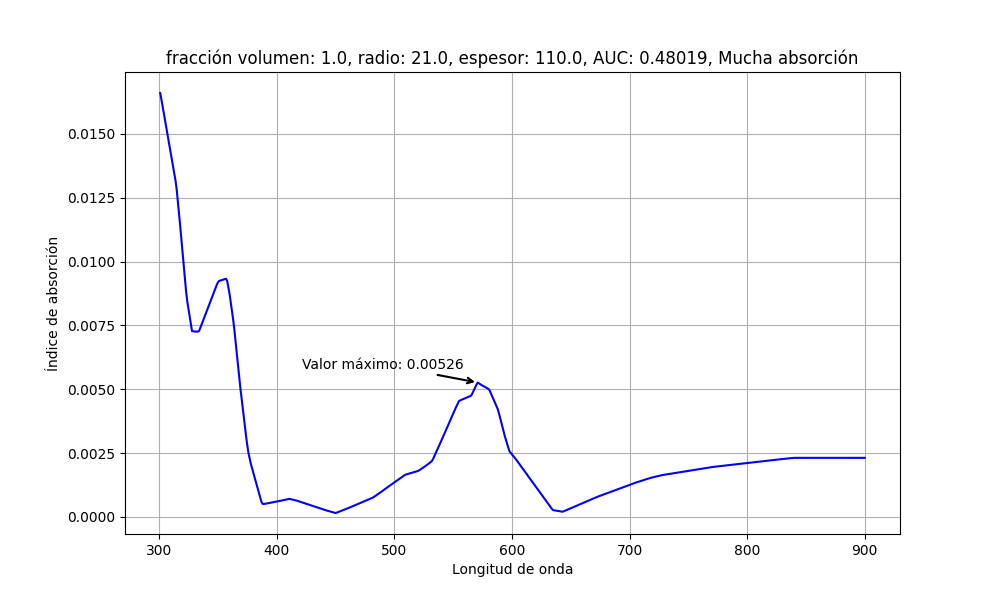 fracción volumen: 1.0, radio: 21.0, espesor: 110.0, AUC: 0.48019, Mucha absorción
0.0150
0.0125
0.0100
0.0075
0.0050
0.0025
0.0000
Índice de absorción
Valor máximo: 0.00526
300 400 500 600 700 800 900
Longitud de onda